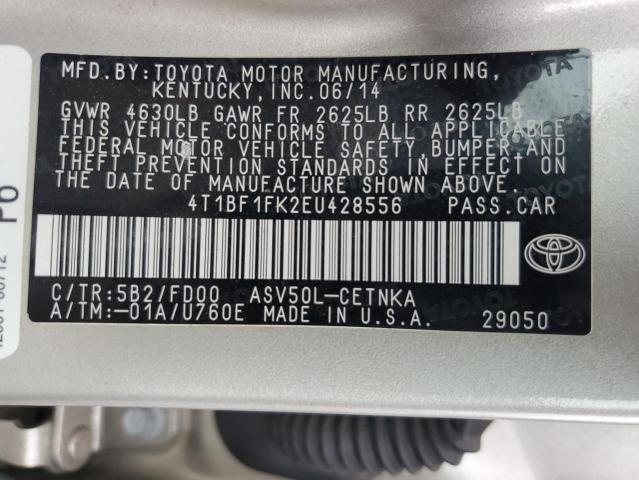 MFD.BY:TOYOTA MOTOR MANUFACTURING,
KENTUCKY,INC.06/14
GVWR 4630LB GAWR FR 2625LB RR 2625LB
THIS VEHICLE CONFORMS TO ALL APPLICABLE
FEDERAL MOTOR VEHICLE SAFETY BUMPER AND
THEFT PREVENTION STANDARDS IN EFFECT ON
THE DATE OF MANUFACTURE SHOWN ABOVE.
4T1BF1FK2EU428556 PASS.CAR
C/TR:5B2/FD00 ASV50L-CETNKA
A/TM:-01A/U760E MADE IN U.S.A. 29050
TOYOTA